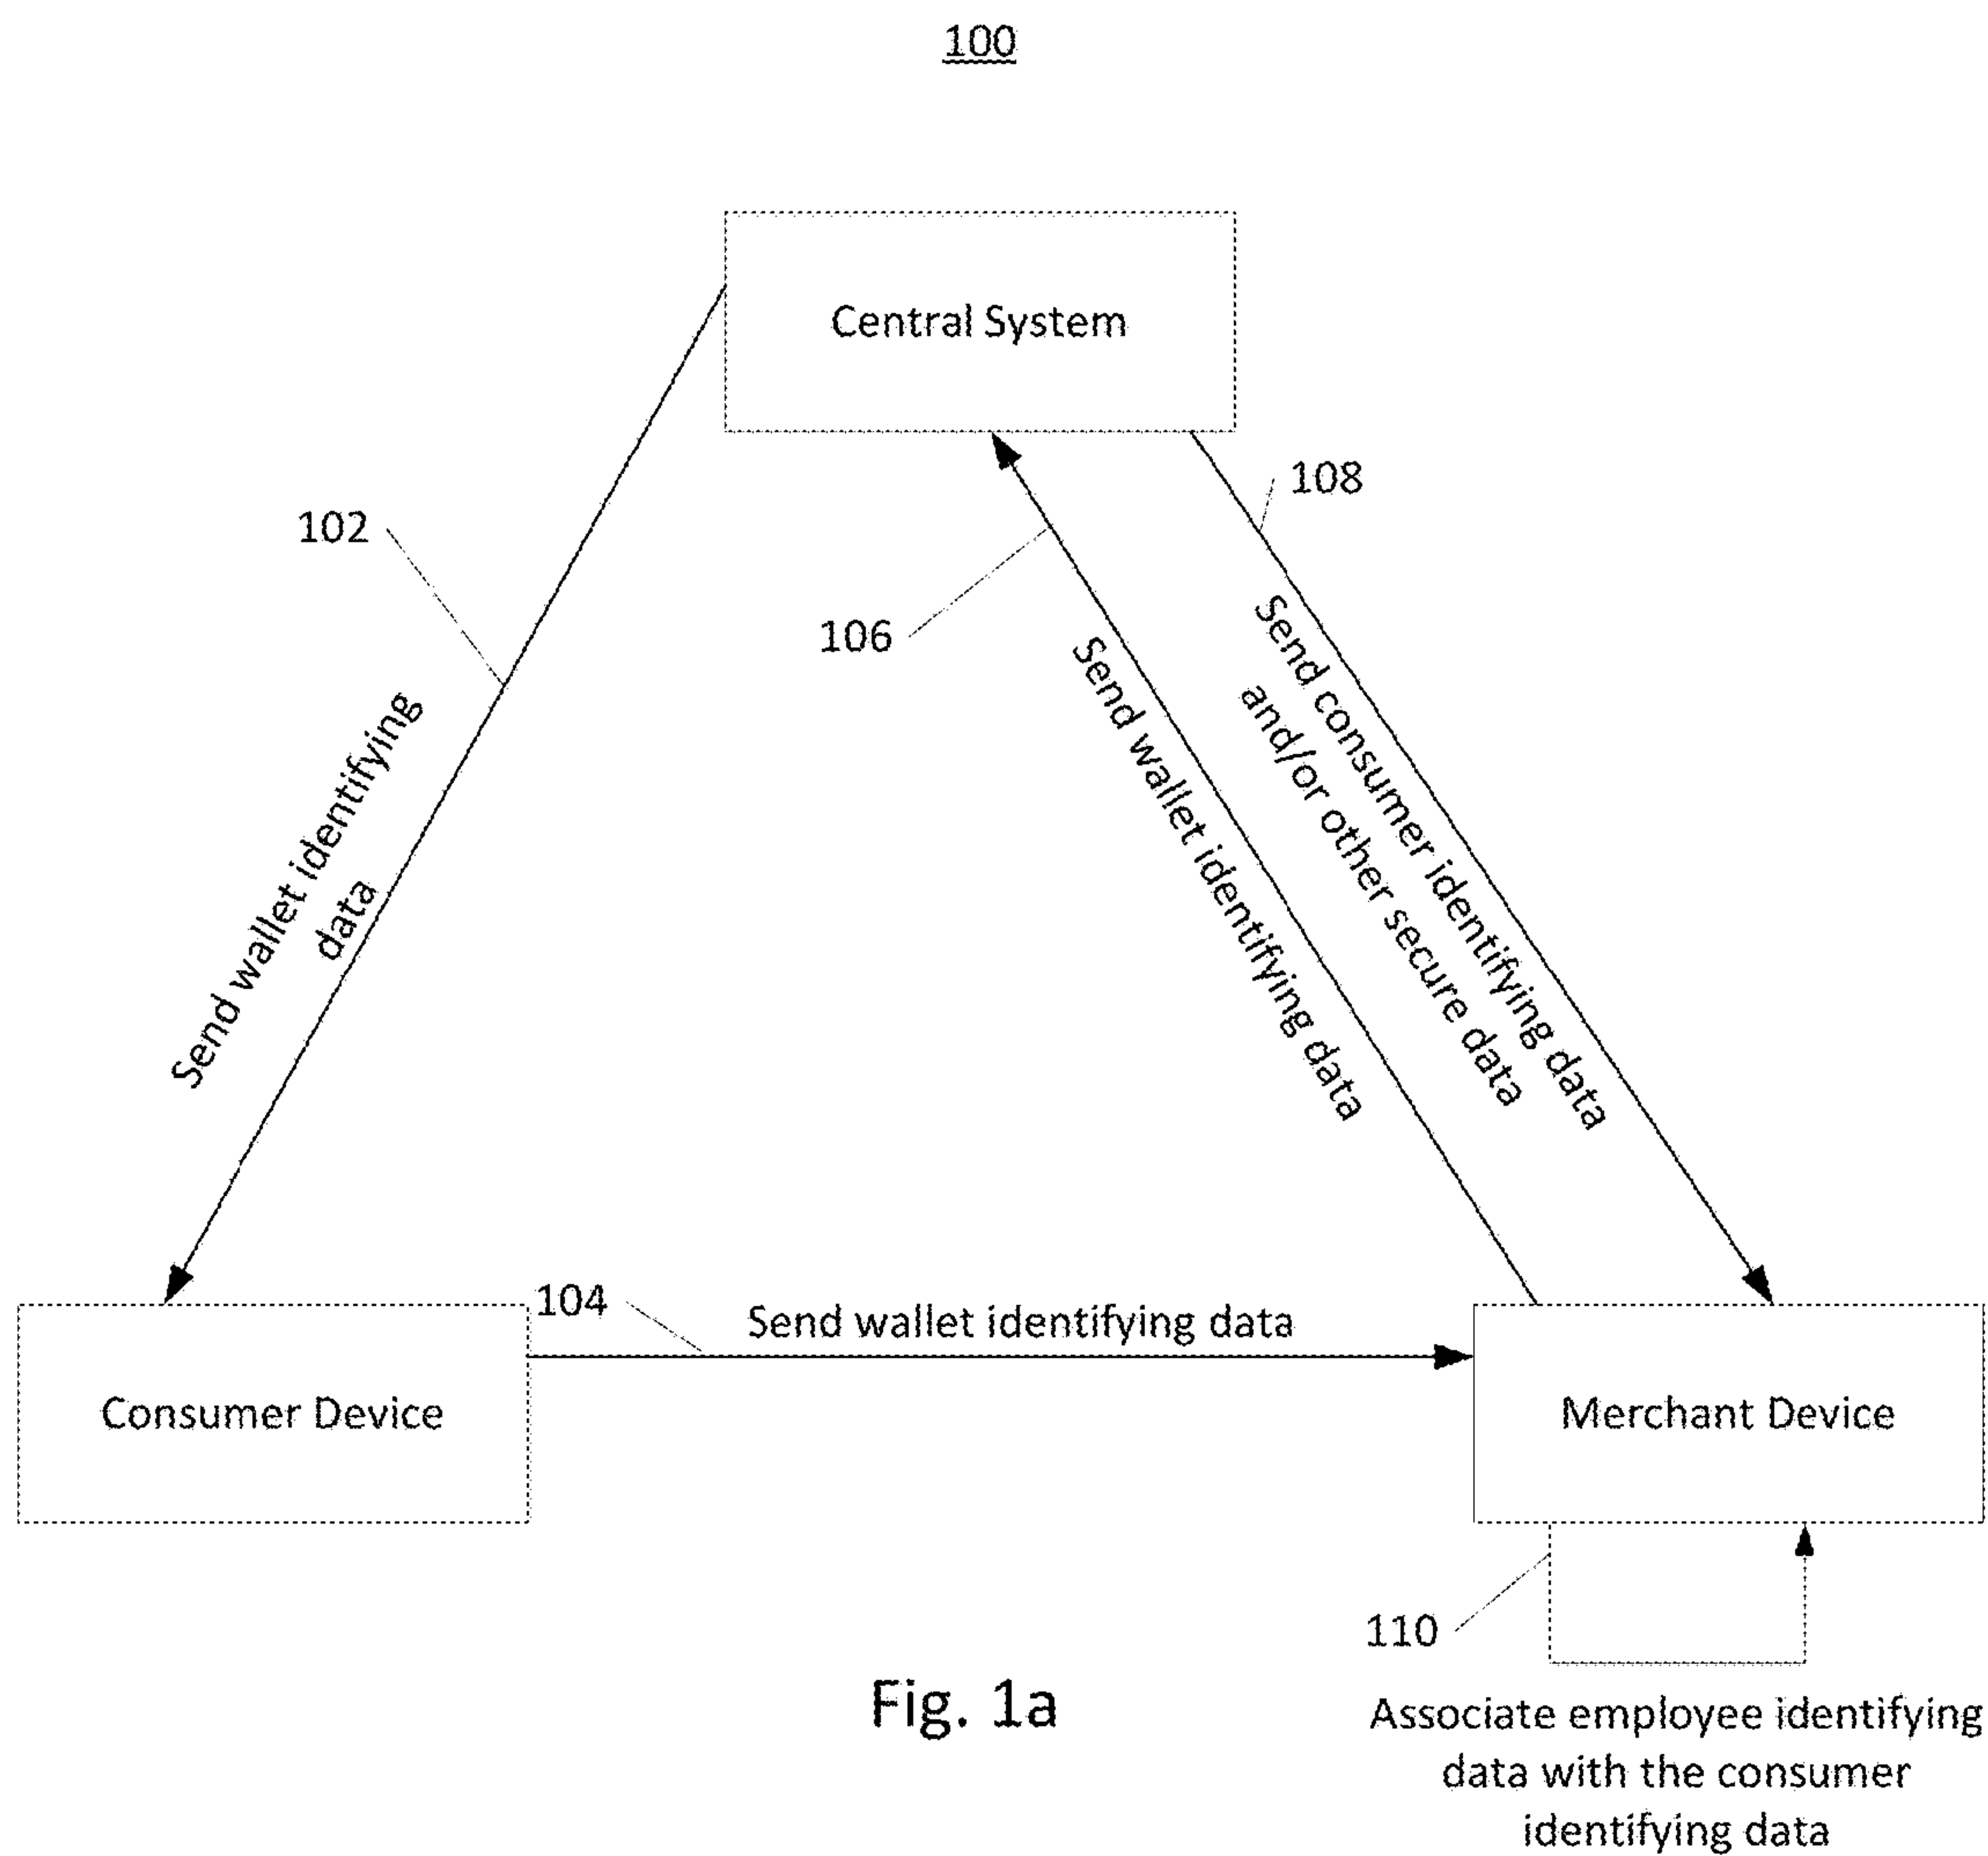 100
Central System
108
102
106
Send wallet identifying
data
Send wallet identifying data
Send consumer identifying data
and/or other secure data
104
Send wallet identifying data
Consumer Device
Merchant Device
110
Fig. 1a
Associate employee identifying
data with the consumer
identifying data